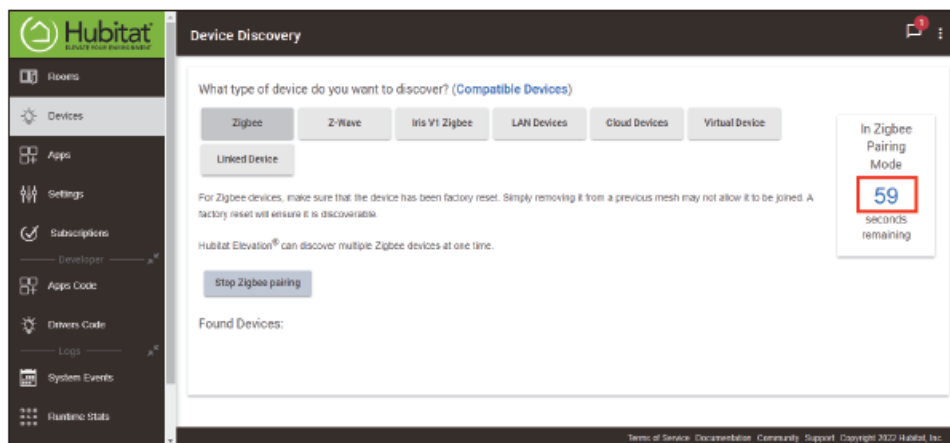 Hubitat
ELEVATE YOUR ENVIRONMENT
Device Discovery
1
Rooms
Devices
Apps
Settings
Subscriptions
Developer
Apps Code
Drivers Code
Logs
System Events
Runtime Stats
What type of device do you want to discover? (Compatible Devices)
Zigbee
Z-Wave
Iris V1 Zigbee
LAN Devices
Cloud Devices
Virtual Device
Linked Device
For Zigbee devices, make sure that the device has been factory reset. Simply removing it from a previous mesh may not allow it to be joined. A
factory reset will ensure it is discoverable.
Hubitat Elevation® can discover multiple Zigbee devices at one time.
Stop Zigbee pairing
Found Devices:
In Zigbee
Pairing
Mode
59
seconds
remaining
Terms of Service Documentation Community Support Copyright 2022 Hubitat, Inc.